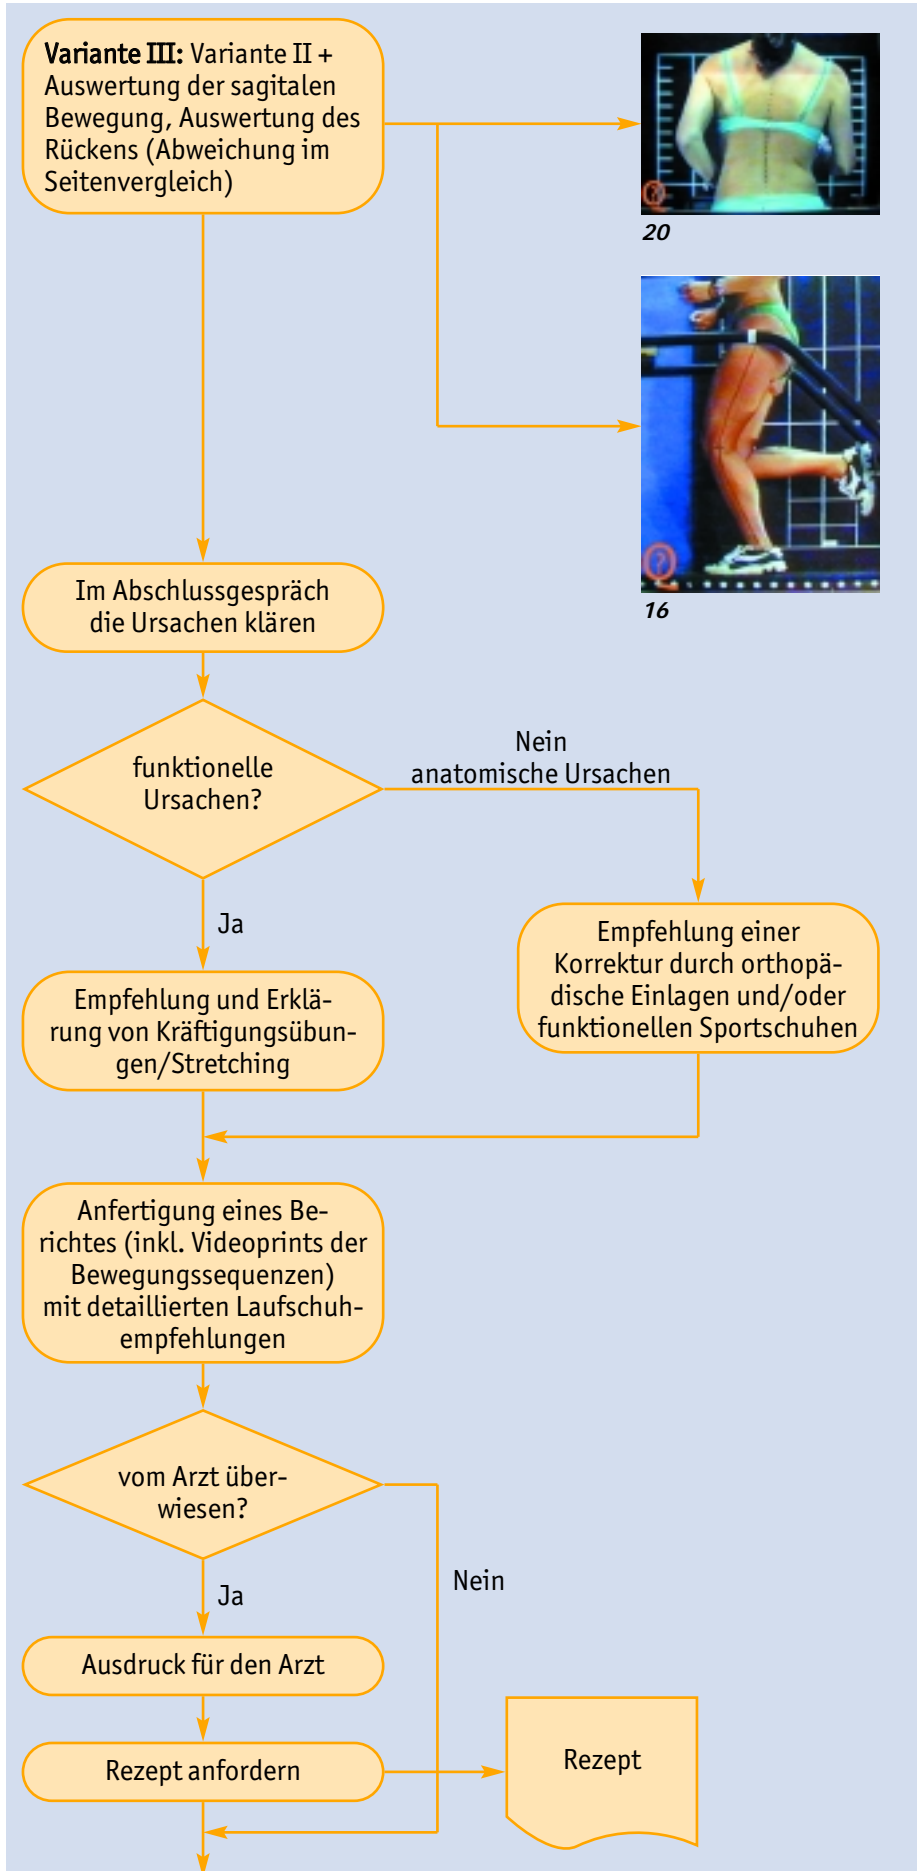 Variante III: Variante II +
Auswertung der sagitalen
Bewegung, Auswertung des
Rückens (Abweichung im
Seitenvergleich)
?
20
?
16
Im Abschlussgespräch
die Ursachen klären
funktionelle
Ursachen?
Nein
anatomische Ursachen
Ja
Empfehlung einer
Korrektur durch orthopä-
dische Einlagen und/oder
funktionellen Sportschuhen
Empfehlung und Erklä-
rung von Kräftigungsübun-
gen/Stretching
Anfertigung eines Be-
richtes (inkl. Videoprints der
Bewegungssequenzen)
mit detaillierten Laufschuh-
empfehlungen
vom Arzt über-
wiesen?
Nein
Ja
Ausdruck für den Arzt
Rezept anfordern
Rezept